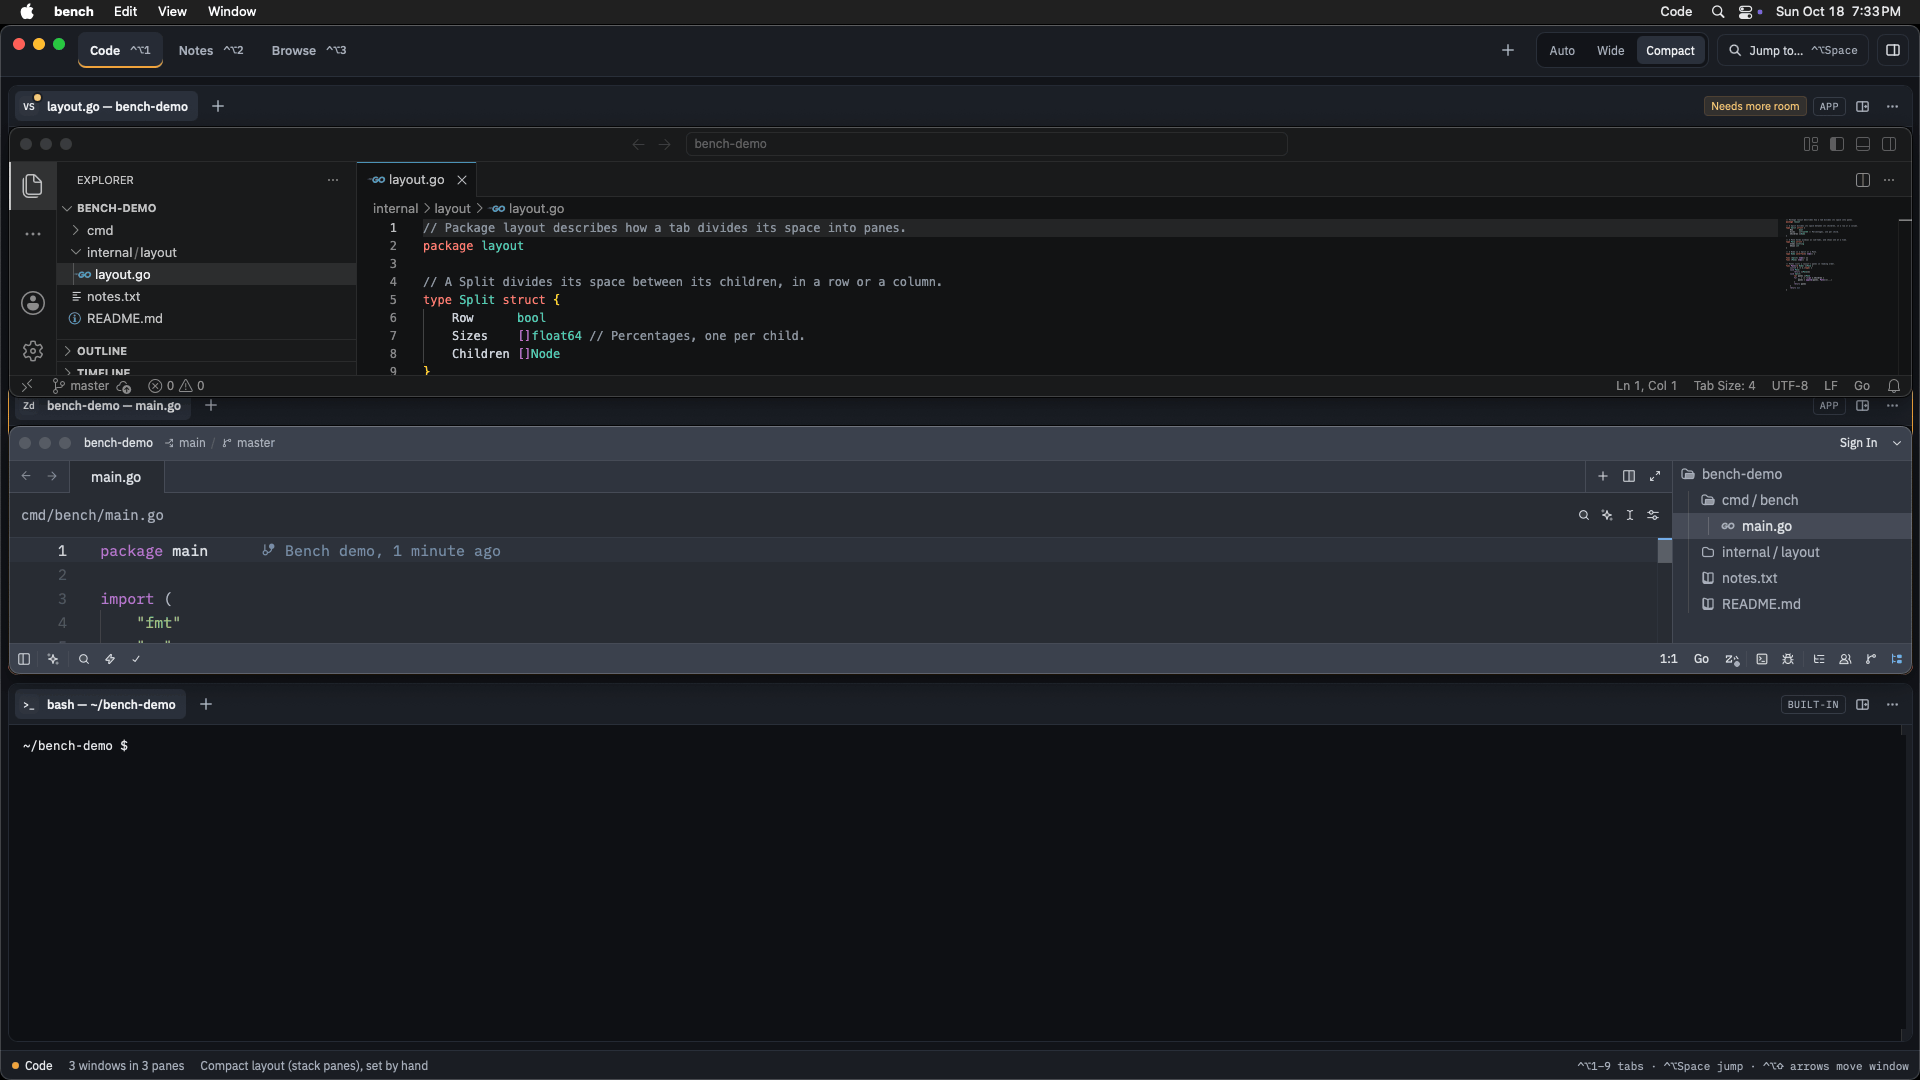 bench Edit View Window Code Sun Oct 18 7:33 PM
Code ⌃⌥1 Notes ⌃⌥2 Browse ⌃⌥3 + Auto Wide Compact Jump to... ⌃⌥Space
VS layout.go — bench-demo + Needs more room APP ···
bench-demo
EXPLORER ···
layout.go
BENCH-DEMO
internal > layout > layout.go
cmd
internal / layout
layout.go
notes.txt
README.md
OUTLINE
TIMELINE
1 // Package layout describes how a tab divides its space into panes.
2 package layout
3
4 // A Split divides its space between its children, in a row or a column.
5 type Split struct {
6 Row bool
7 Sizes []float64 // Percentages, one per child.
8 Children []Node
9 }
master 0 0 Ln 1, Col 1 Tab Size: 4 UTF-8 LF Go
Zd bench-demo — main.go + APP ···
bench-demo main / master Sign In
main.go
cmd/bench/main.go
1 package main Bench demo, 1 minute ago
2
3 import (
4 "fmt"
bench-demo
cmd / bench
main.go
internal / layout
notes.txt
README.md
1:1 Go
>_ bash — ~/bench-demo + BUILT-IN ···
~/bench-demo $
Code 3 windows in 3 panes Compact layout (stack panes), set by hand ⌃⌥1-9 tabs · ⌃⌥Space jump · ⌃⌥⇧ arrows move window